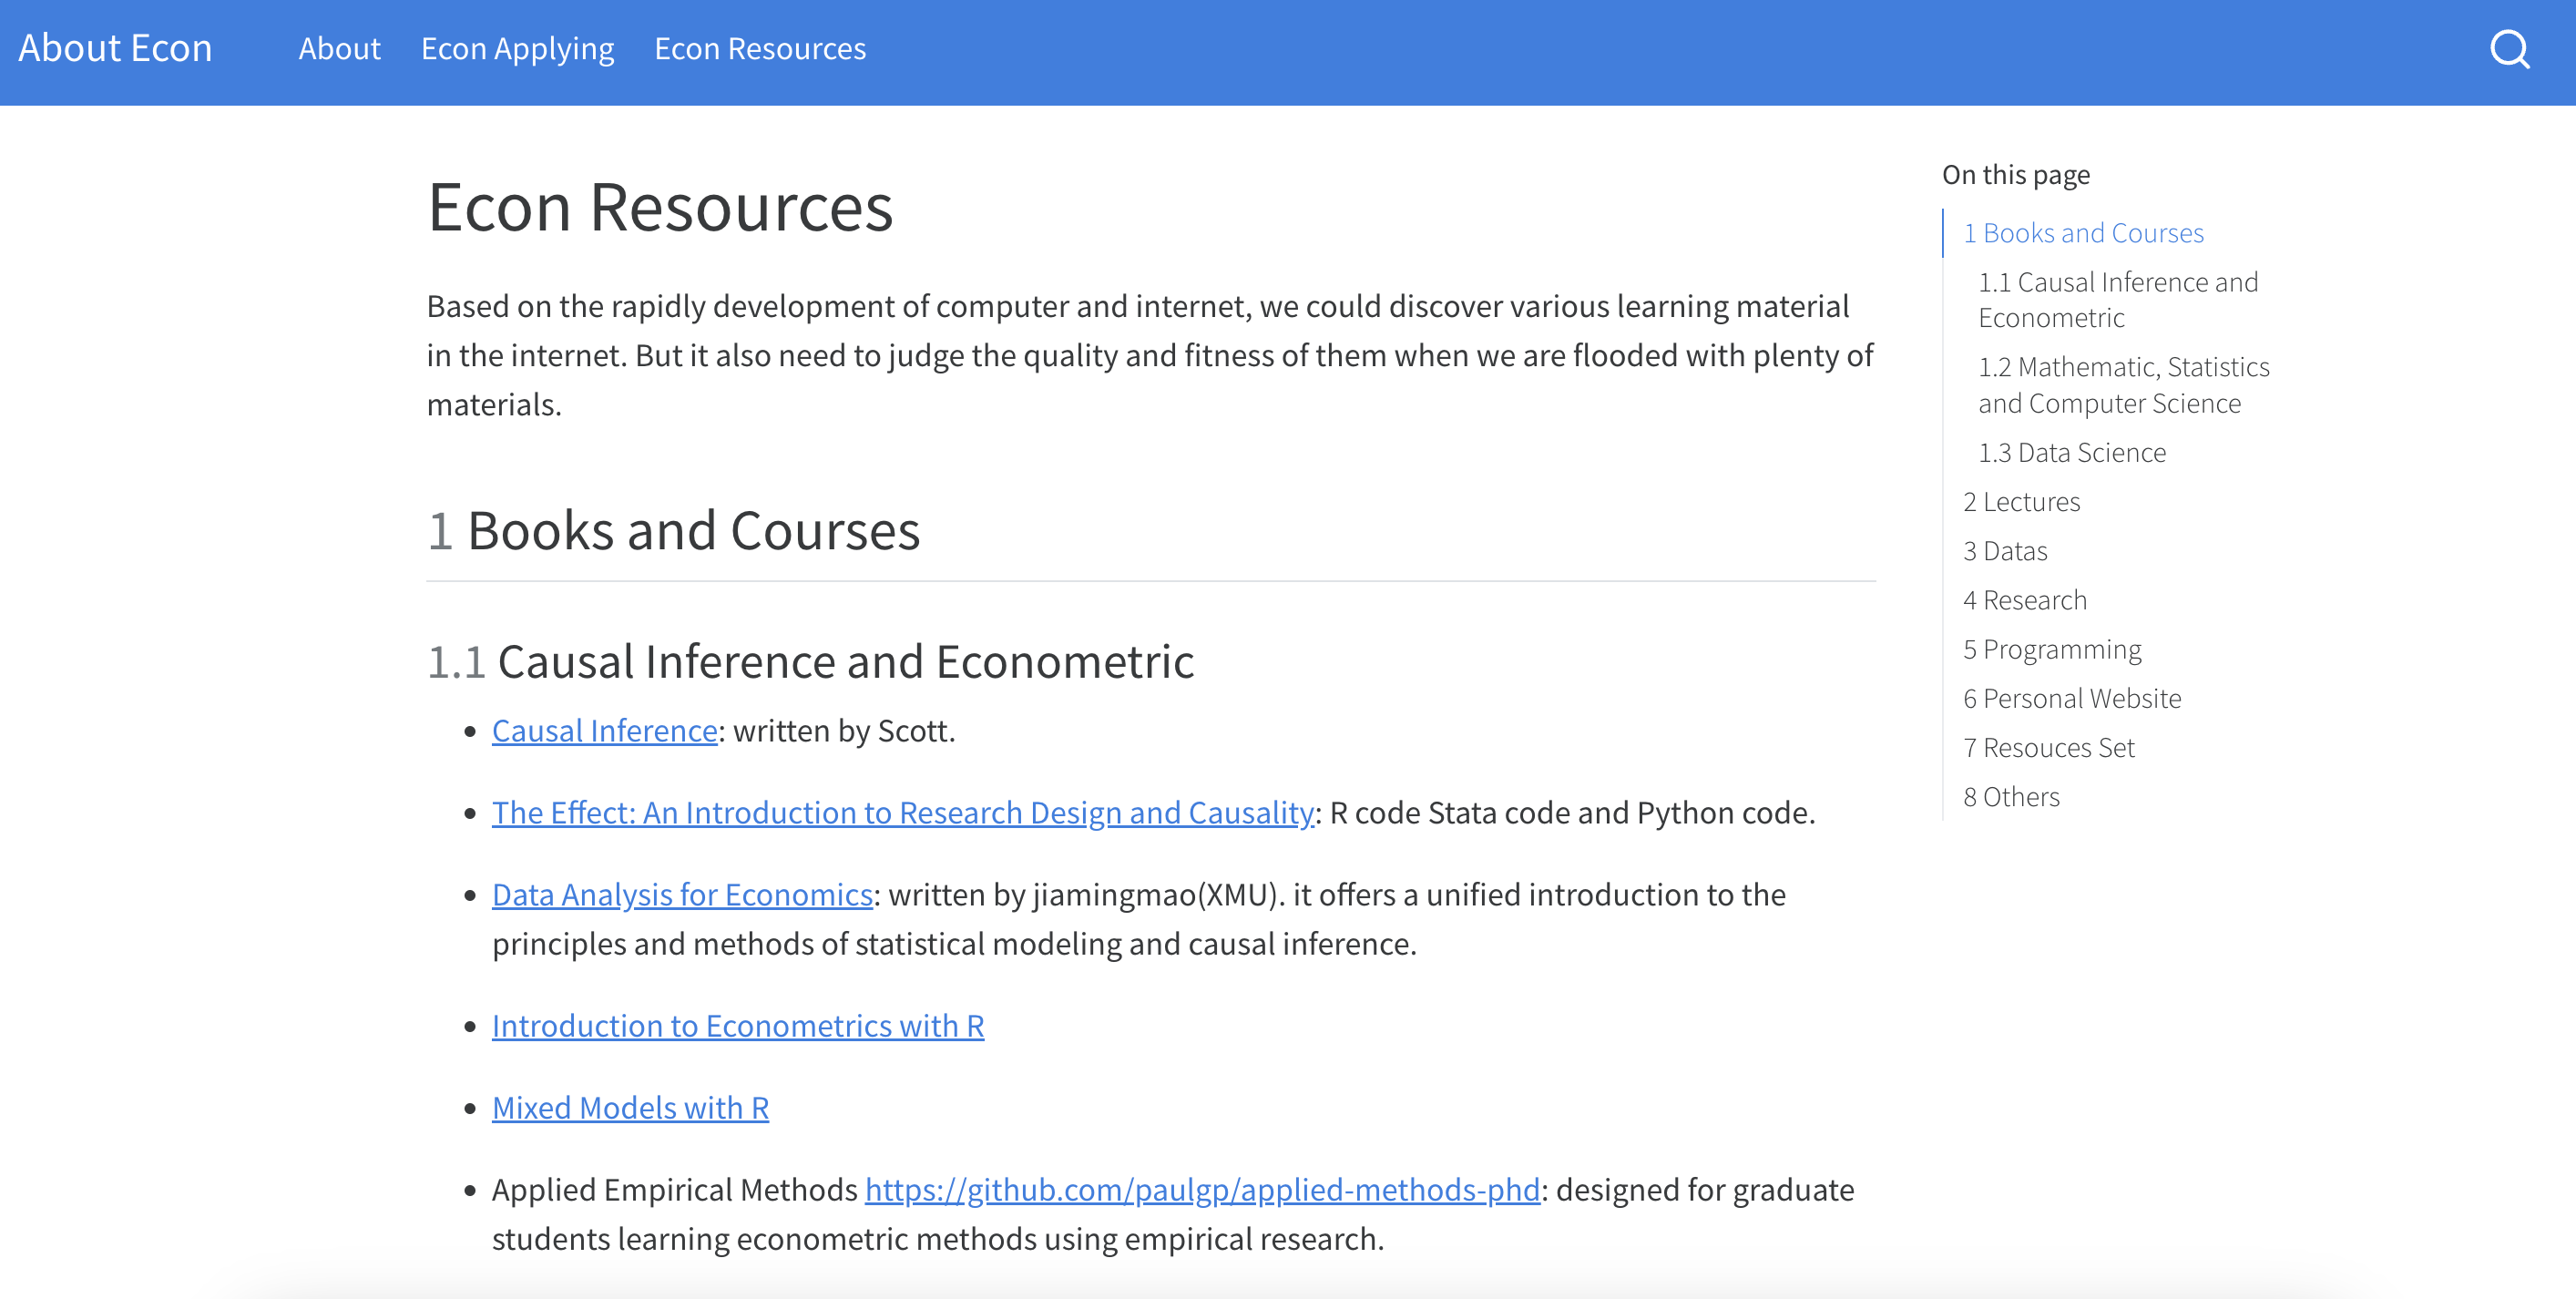 About Econ About Econ Applying Econ Resources
Econ Resources
Based on the rapidly development of computer and internet, we could discover various learning material
in the internet. But it also need to judge the quality and fitness of them when we are flooded with plenty of
materials.
1 Books and Courses
1.1 Causal Inference and Econometric
Causal Inference: written by Scott.
The Effect: An Introduction to Research Design and Causality: R code Stata code and Python code.
Data Analysis for Economics: written by jiamingmao(XMU). it offers a unified introduction to the
principles and methods of statistical modeling and causal inference.
Introduction to Econometrics with R
Mixed Models with R
Applied Empirical Methods https://github.com/paulgp/applied-methods-phd: designed for graduate
students learning econometric methods using empirical research.
On this page
1 Books and Courses
1.1 Causal Inference and
Econometric
1.2 Mathematic, Statistics
and Computer Science
1.3 Data Science
2 Lectures
3 Datas
4 Research
5 Programming
6 Personal Website
7 Resouces Set
8 Others